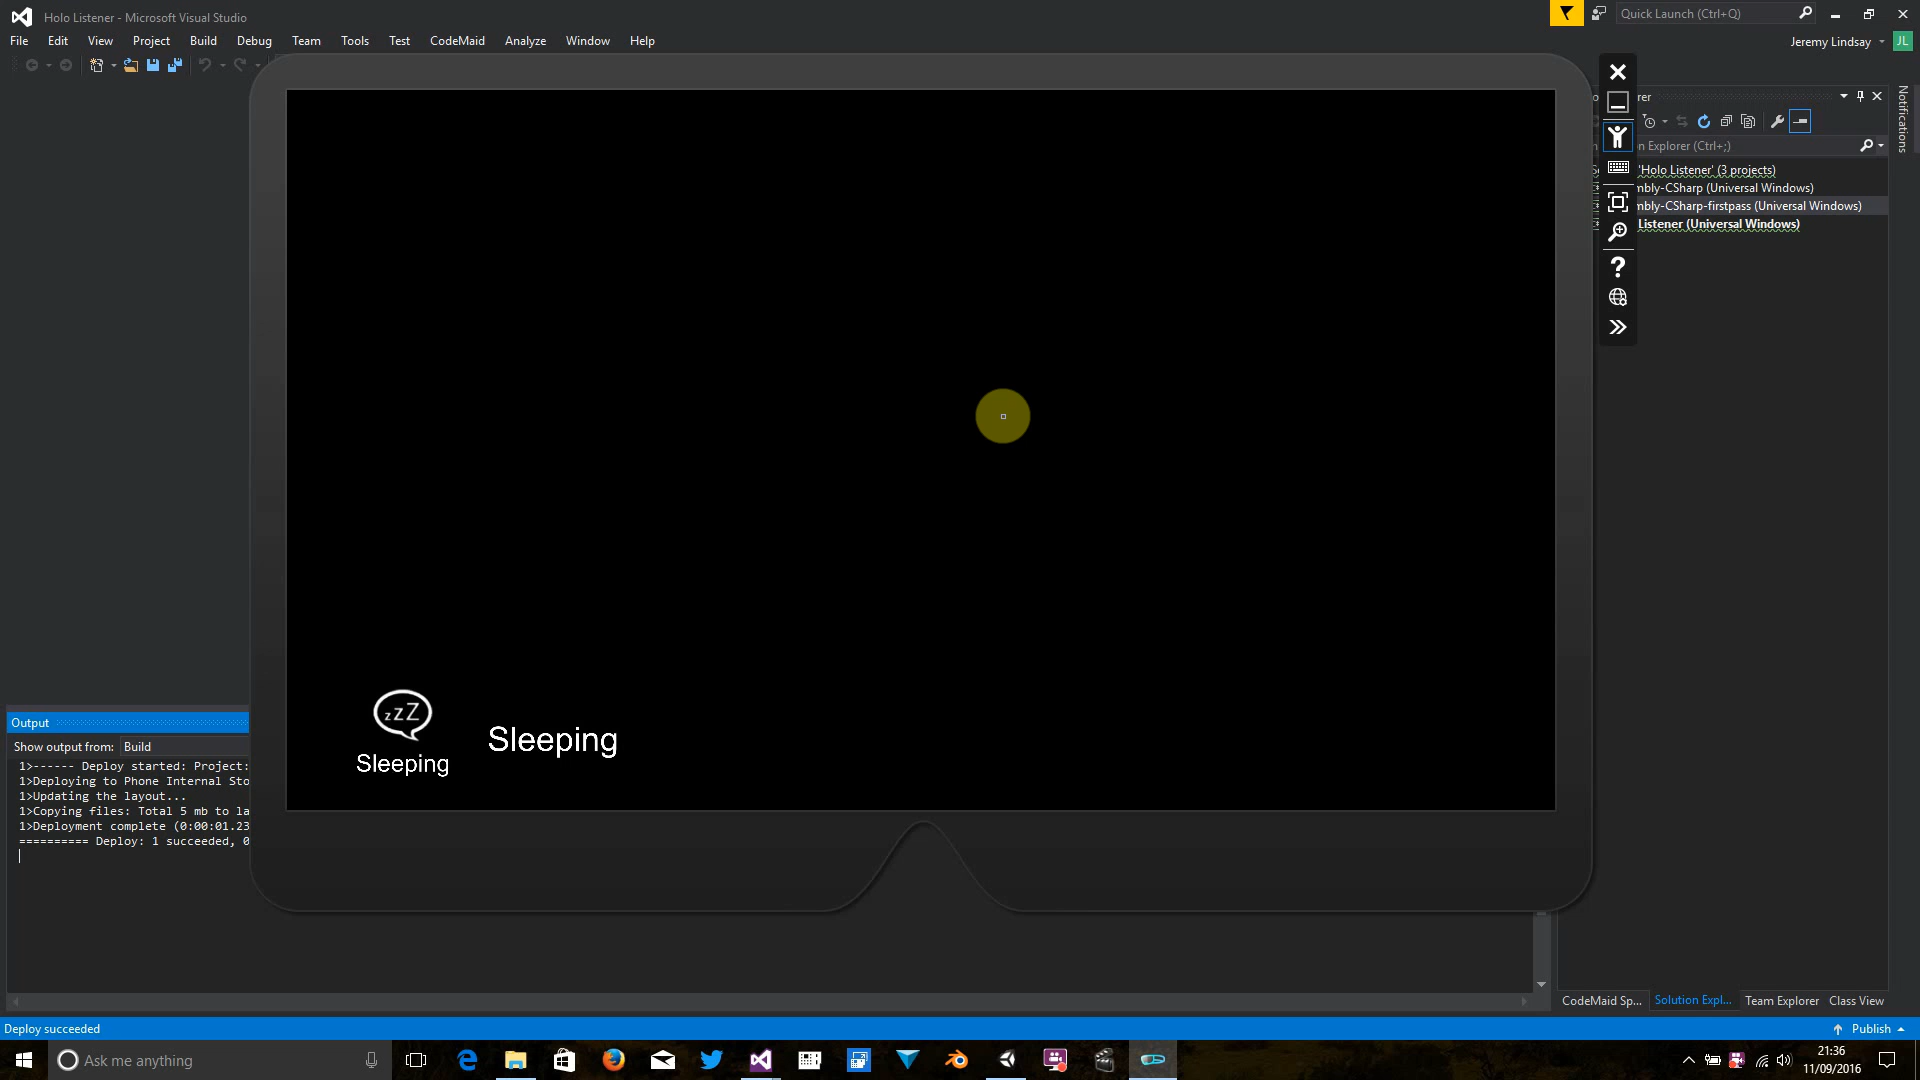 Holo Listener - Microsoft Visual Studio
Quick Launch (Ctrl+Q)
File Edit View Project Build Debug Team Tools Test CodeMaid Analyze Window Help
Jeremy Lindsay JL
Notifications
Explorer (Ctrl+;)
'Holo Listener' (3 projects)
mbly-CSharp (Universal Windows)
mbly-CSharp-firstpass (Universal Windows)
Listener (Universal Windows)
zzZ
Sleeping
Sleeping
Output
Show output from: Build
1>------ Deploy started: Project:
1>Deploying to Phone Internal Sto
1>Updating the layout...
1>Copying files: Total 5 mb to la
1>Deployment complete (0:00:01.23
========== Deploy: 1 succeeded, 0
CodeMaid Sp... Solution Expl... Team Explorer Class View
Deploy succeeded
Publish
Ask me anything
21:36
11/09/2016